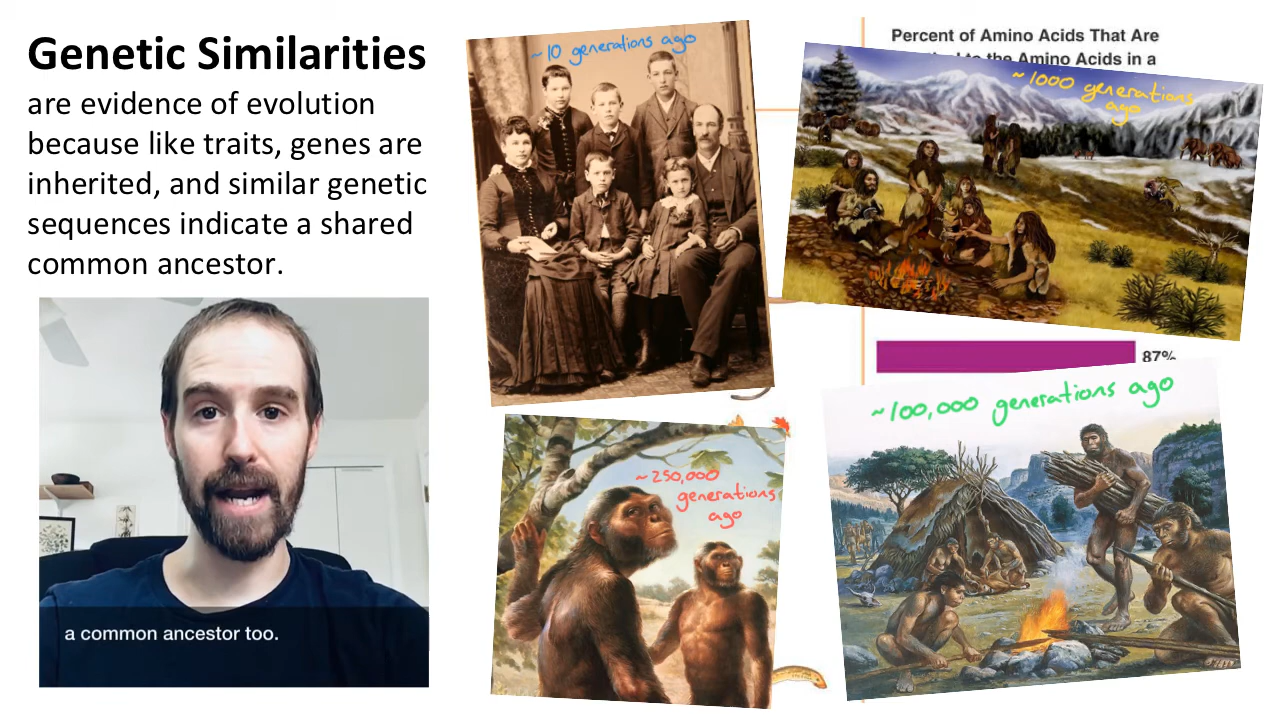 Genetic Similarities
are evidence of evolution
because like traits, genes are
inherited, and similar genetic
sequences indicate a shared
common ancestor.
a common ancestor too.
~10 generations ago
Percent of Amino Acids That Are
to the Amino Acids in a
~1000 generations
ago
87%
~250,000
generations
ago
~100,000 generations ago